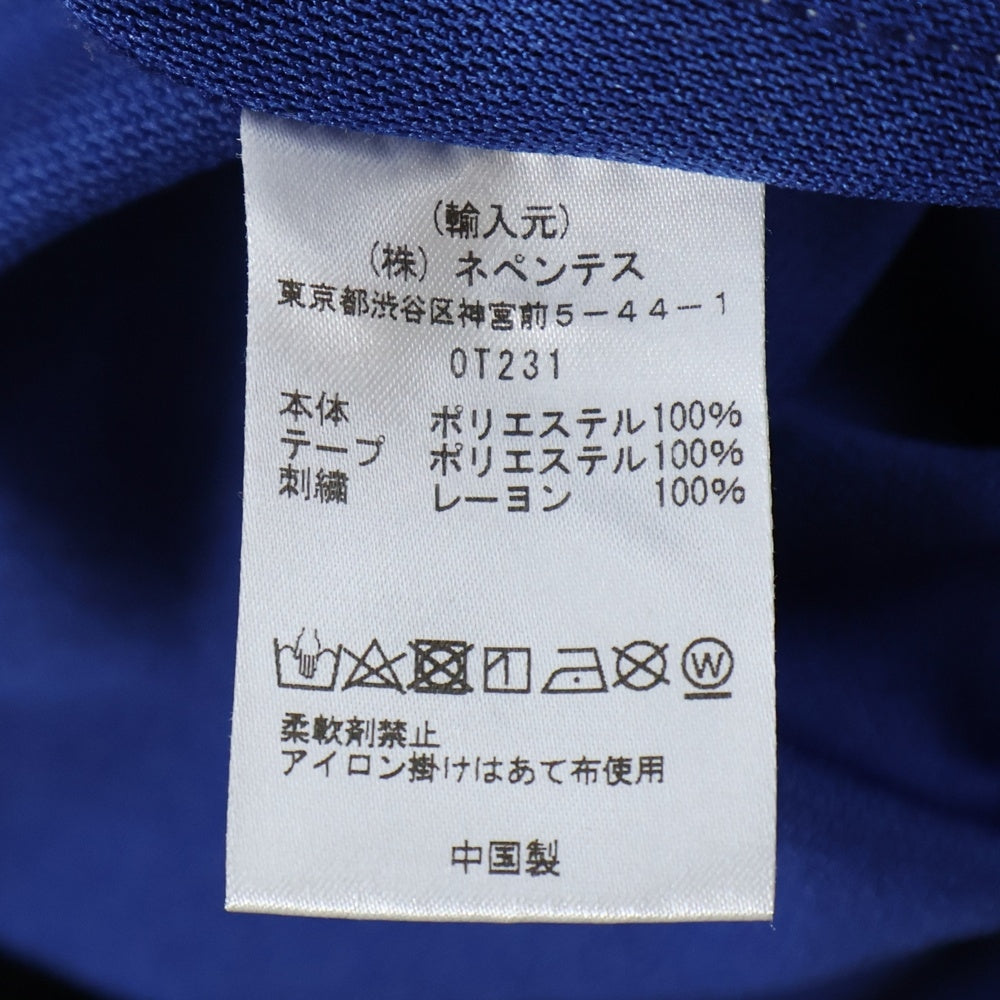 (輸入元)
(株) ネペンテス
東京都渋谷区神宮前5-44-1
OT231
本体 ポリエステル100%
テープ ポリエステル100%
刺繍 レーヨン 100%
W
柔軟剤禁止
アイロン掛けはあて布使用
中国製